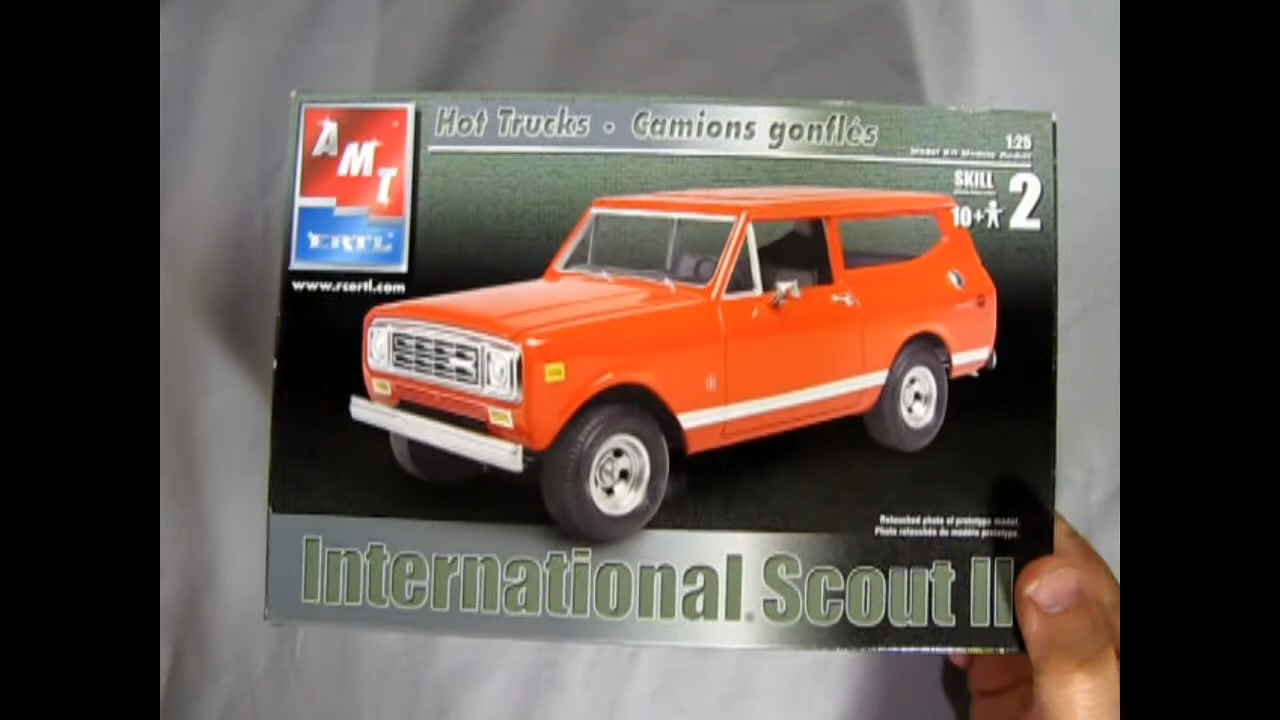 AMT
ERTL
www.rcertl.com
Hot Trucks • Camions gonflés
1:25
SKILL
2
10+
Retouched photo of prototype model.
Photo retouchée du modèle prototype.
International® Scout II